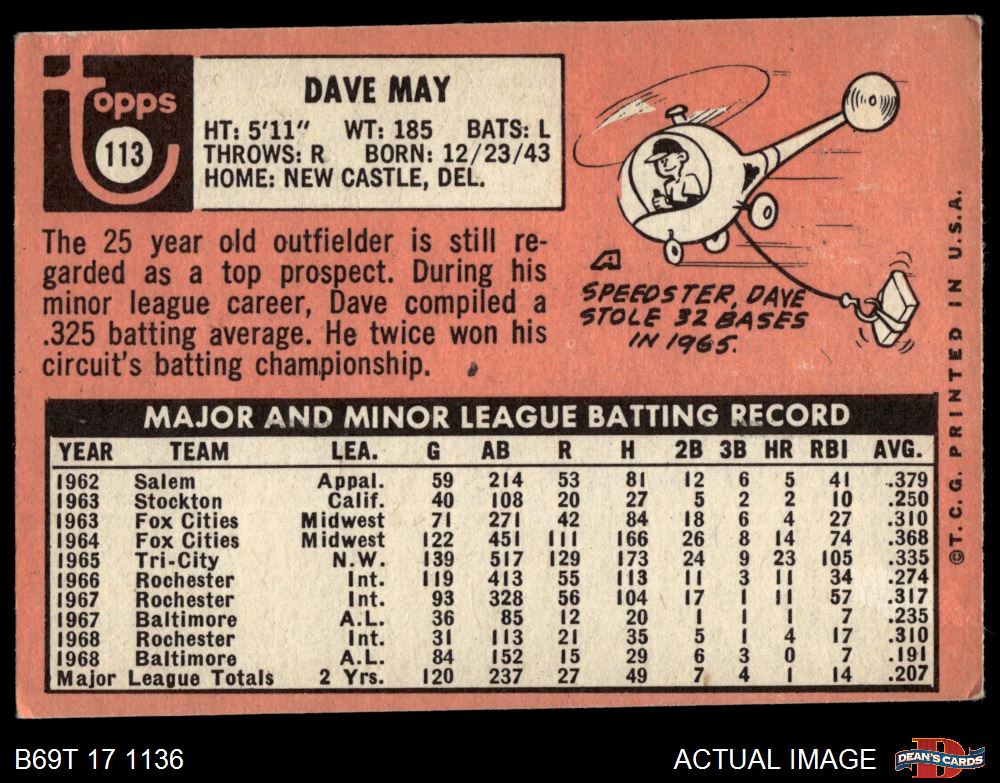 Topps
113
DAVE MAY
HT: 5'11" WT: 185 BATS: L
THROWS: R BORN: 12/23/43
HOME: NEW CASTLE, DEL.
The 25 year old outfielder is still re-
garded as a top prospect. During his
minor league career, Dave compiled a
.325 batting average. He twice won his
circuit's batting championship.
A
SPEEDSTER, DAVE
STOLE 32 BASES
IN 1965.
©T. C. G. PRINTED IN U.S.A.
MAJOR AND MINOR LEAGUE BATTING RECORD
YEAR TEAM LEA. G AB R H 2B 3B HR RBI AVG.
1962 Salem Appal. 59 214 53 81 12 6 5 41 .379
1963 Stockton Calif. 40 108 20 27 5 2 2 10 .250
1963 Fox Cities Midwest 71 271 42 84 18 6 4 27 .310
1964 Fox Cities Midwest 122 451 111 166 26 8 14 74 .368
1965 Tri-City N.W. 139 517 129 173 24 9 23 105 .335
1966 Rochester Int. 119 413 55 113 11 3 11 34 .274
1967 Rochester Int. 93 328 56 104 17 1 11 57 .317
1967 Baltimore A.L. 36 85 12 20 1 1 1 7 .235
1968 Rochester Int. 31 113 21 35 5 1 4 17 .310
1968 Baltimore A.L. 84 152 15 29 6 3 0 7 .191
Major League Totals 2 Yrs. 120 237 27 49 7 4 1 14 .207
B69T 17 1136
ACTUAL IMAGE
DEAN'S CARDS